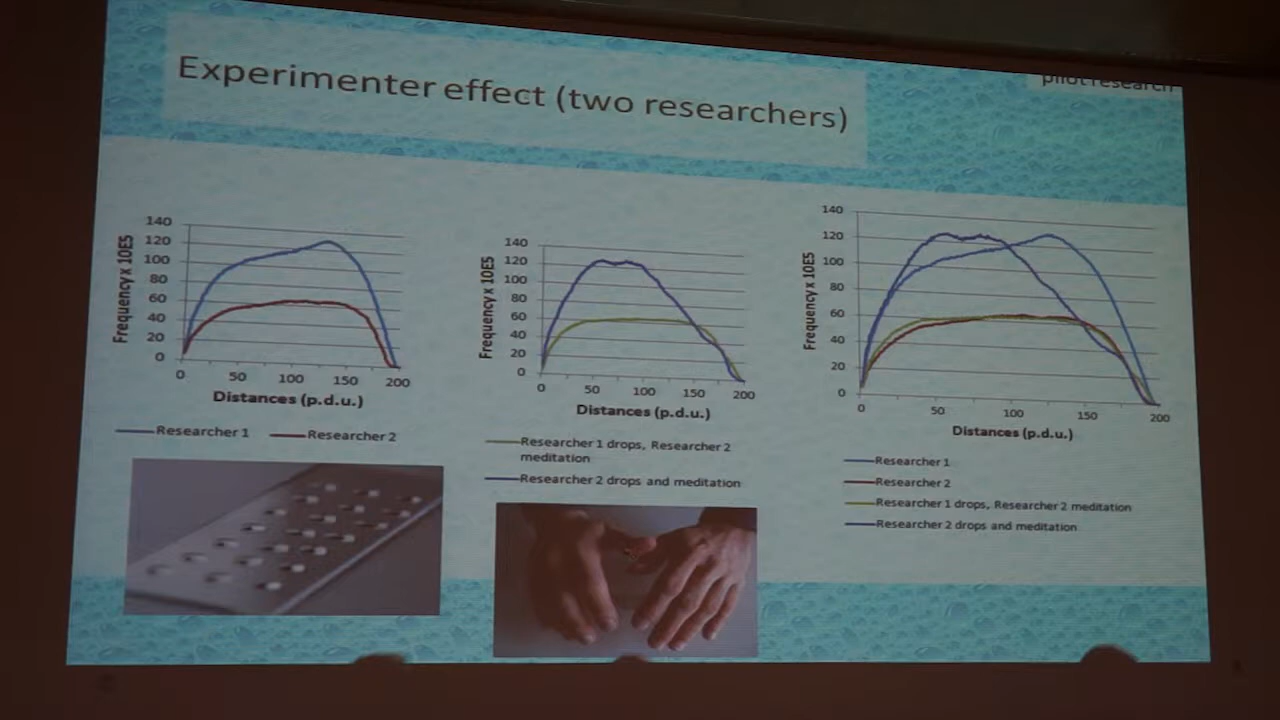 Experimenter effect (two researchers)
pilot research
140
120
100
80
60
40
20
0
Frequency x 10E5
0 50 100 150 200
Distances (p.d.u.)
Researcher 1 Researcher 2
140
120
100
80
60
40
20
0
Frequency x 10E5
0 50 100 150 200
Distances (p.d.u.)
Researcher 1 drops, Researcher 2
meditation
Researcher 2 drops and meditation
140
120
100
80
60
40
20
0
Frequency x 10E5
0 50 100 150 200
Distances (p.d.u.)
Researcher 1
Researcher 2
Researcher 1 drops, Researcher 2 meditation
Researcher 2 drops and meditation